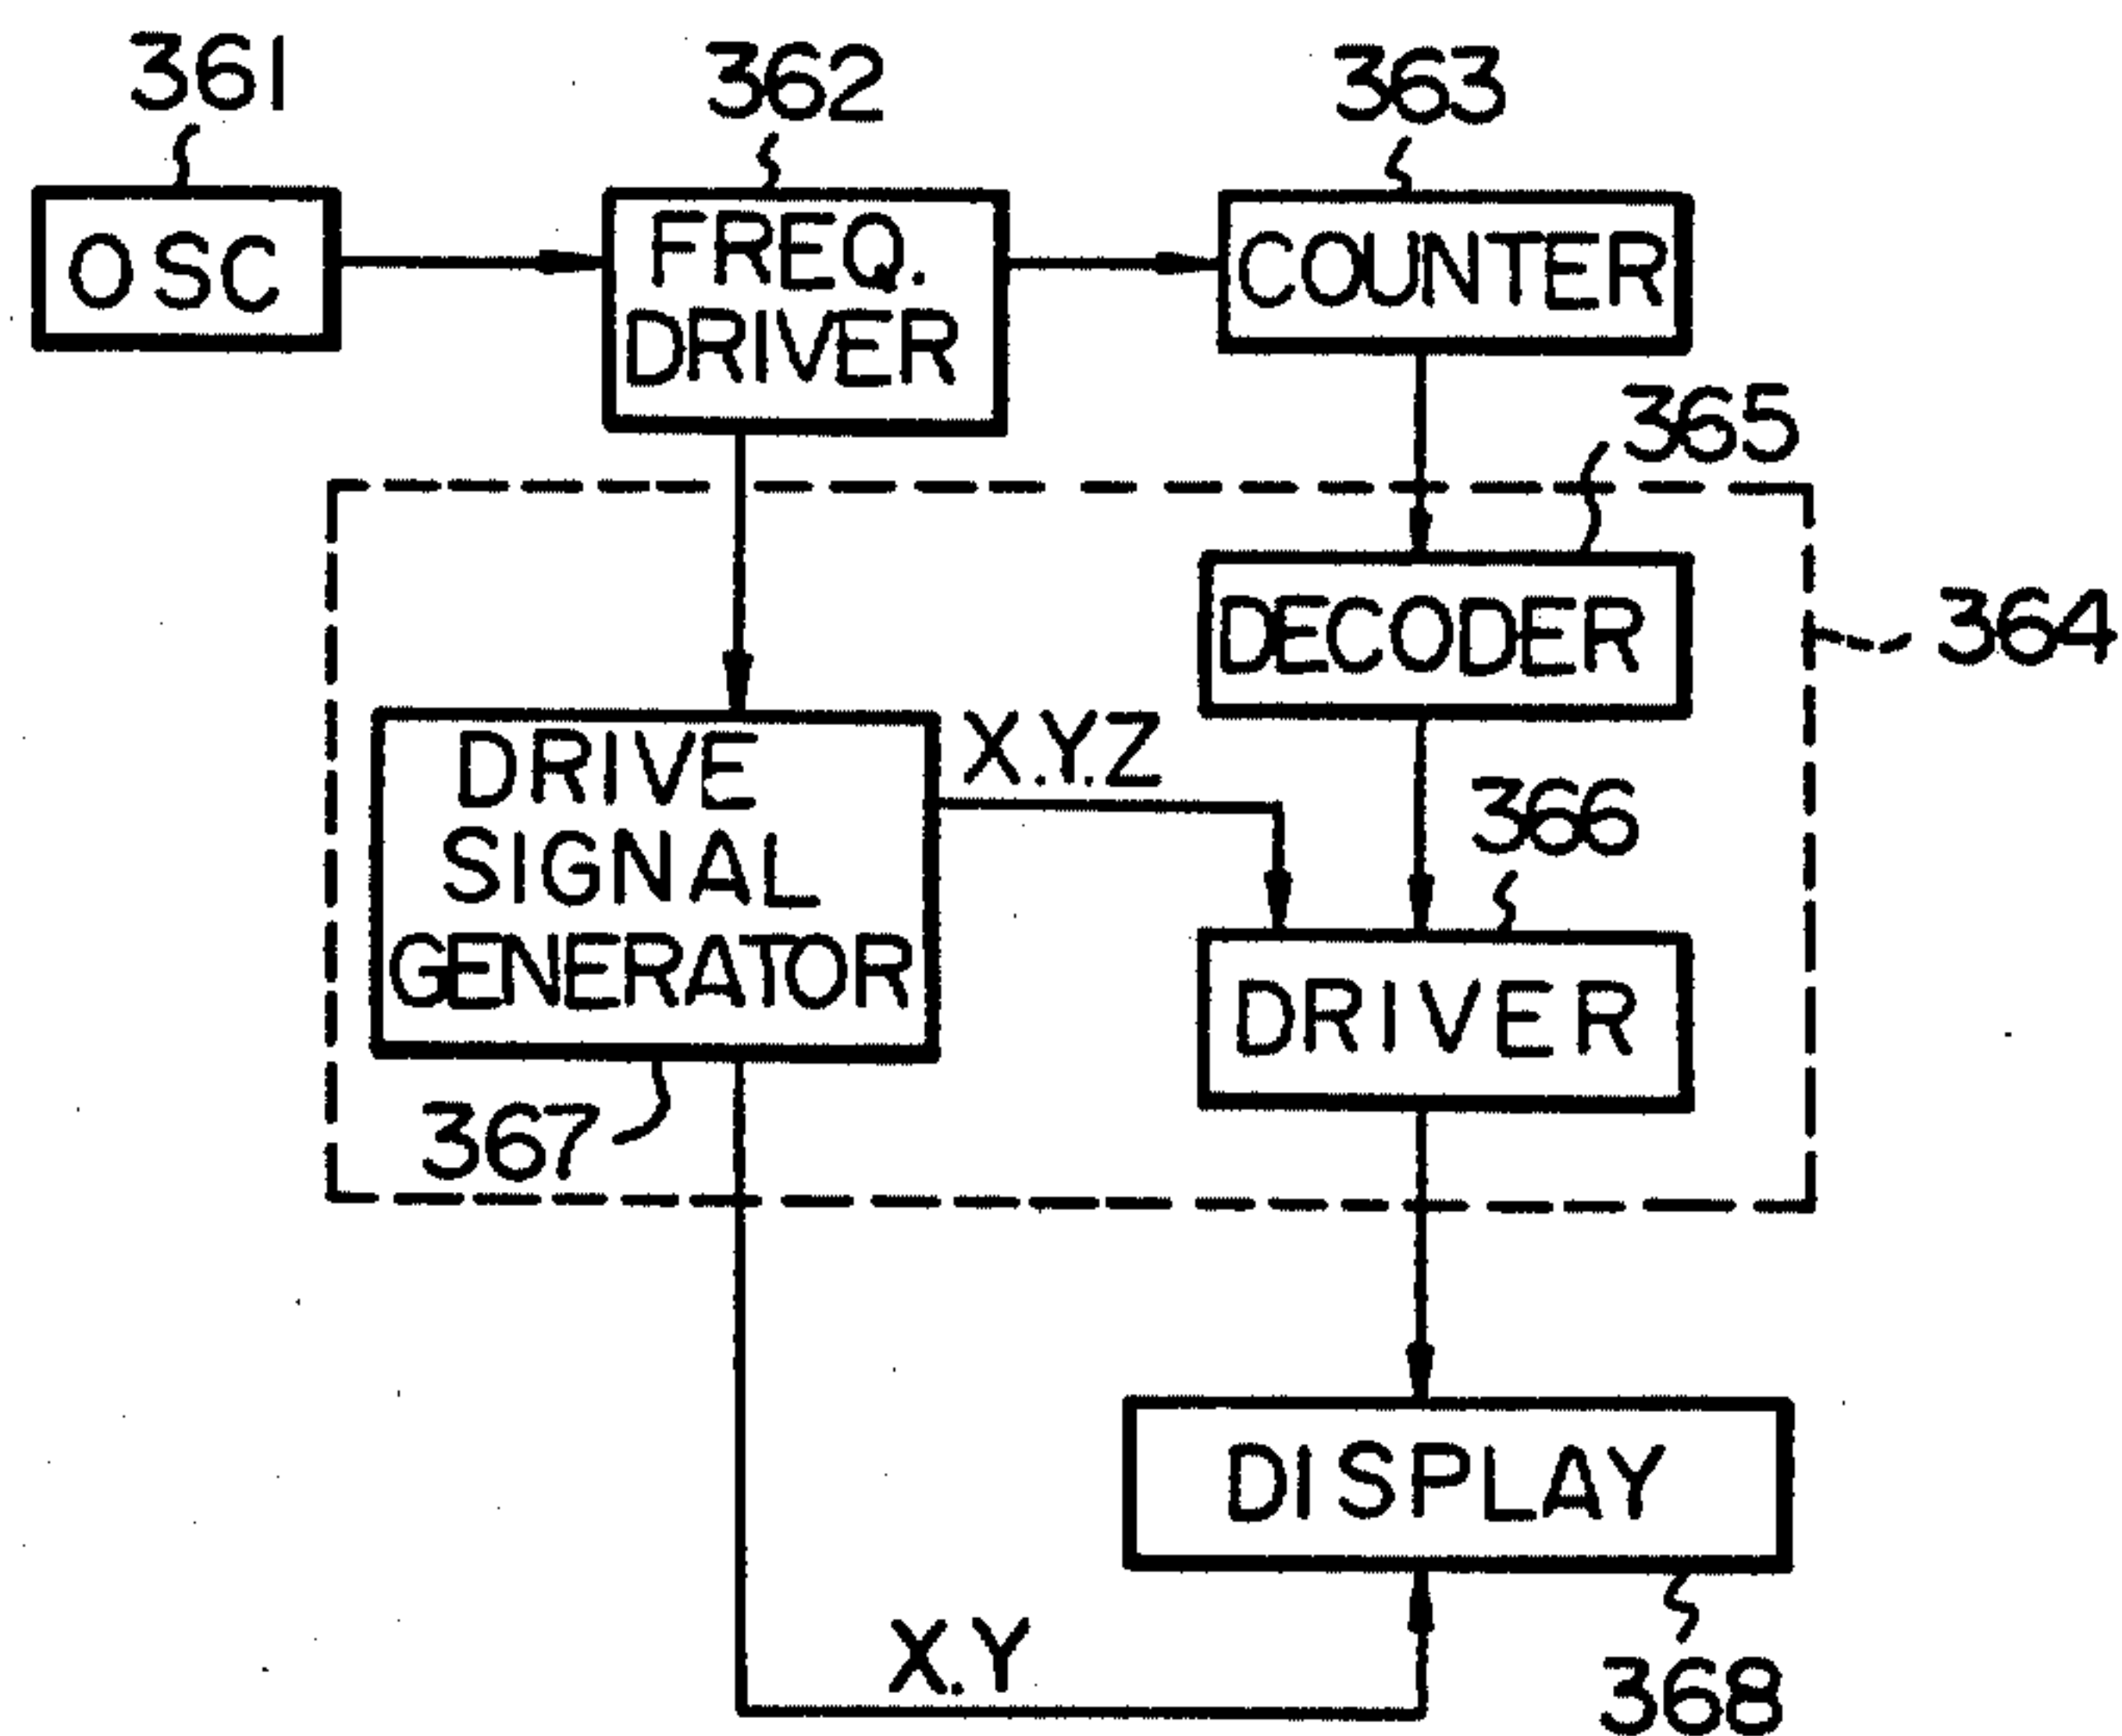 361
362
363
OSC
FREQ.
DRIVER
COUNTER
365
DECODER
364
DRIVE
SIGNAL
GENERATOR
X.Y.Z
366
DRIVER
367
DISPLAY
X.Y
368